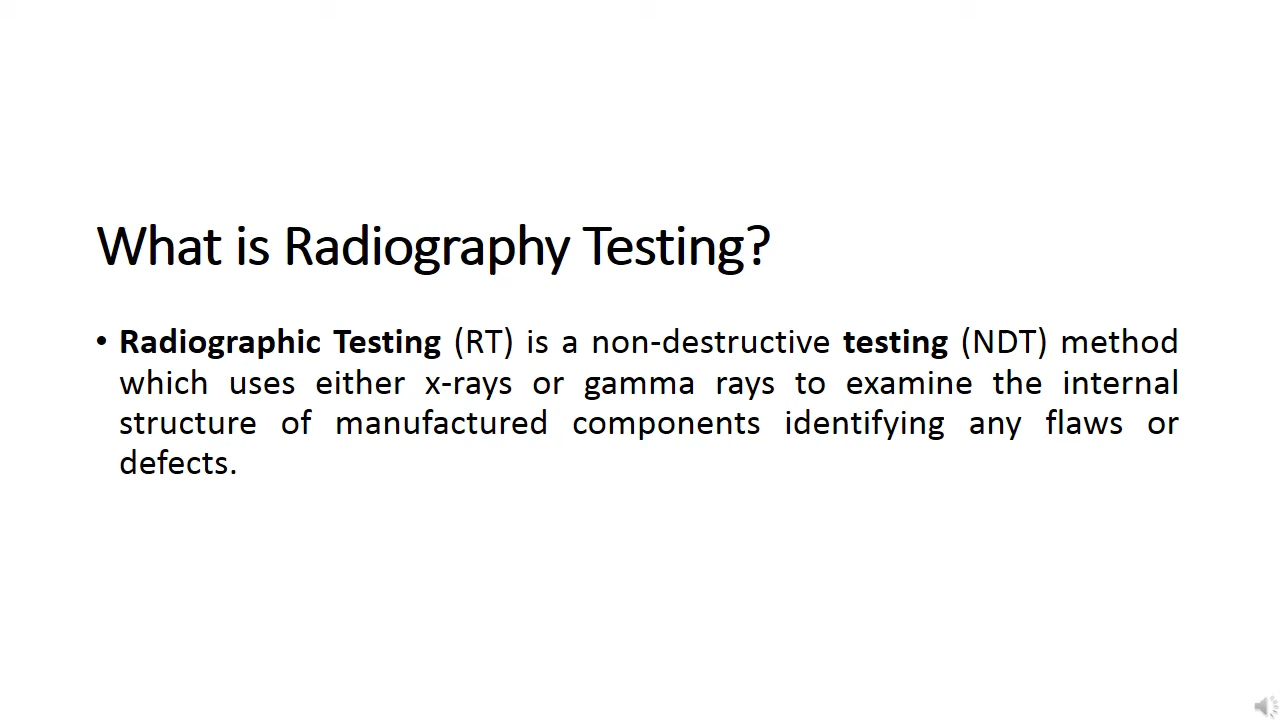 What is Radiography Testing?
• Radiographic Testing (RT) is a non-destructive testing (NDT) method
which uses either x-rays or gamma rays to examine the internal
structure of manufactured components identifying any flaws or
defects.